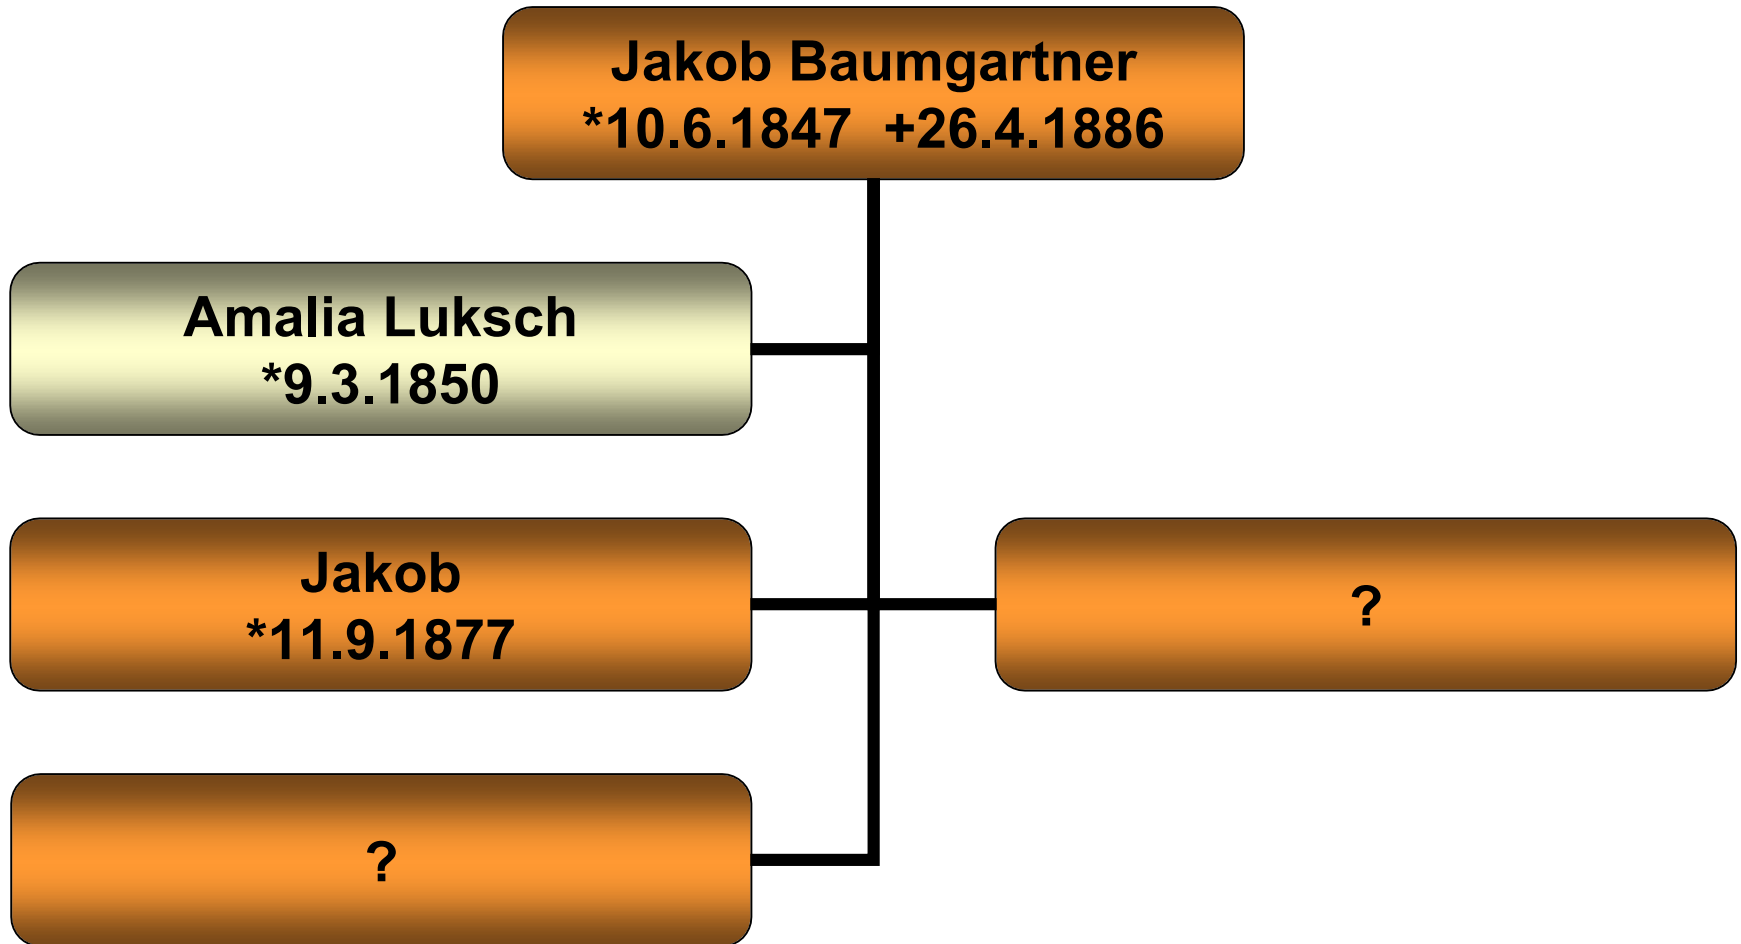 Jakob Baumgartner
*10.6.1847  +26.4.1886
Amalia Luksch
*9.3.1850
Jakob
*11.9.1877
?
?